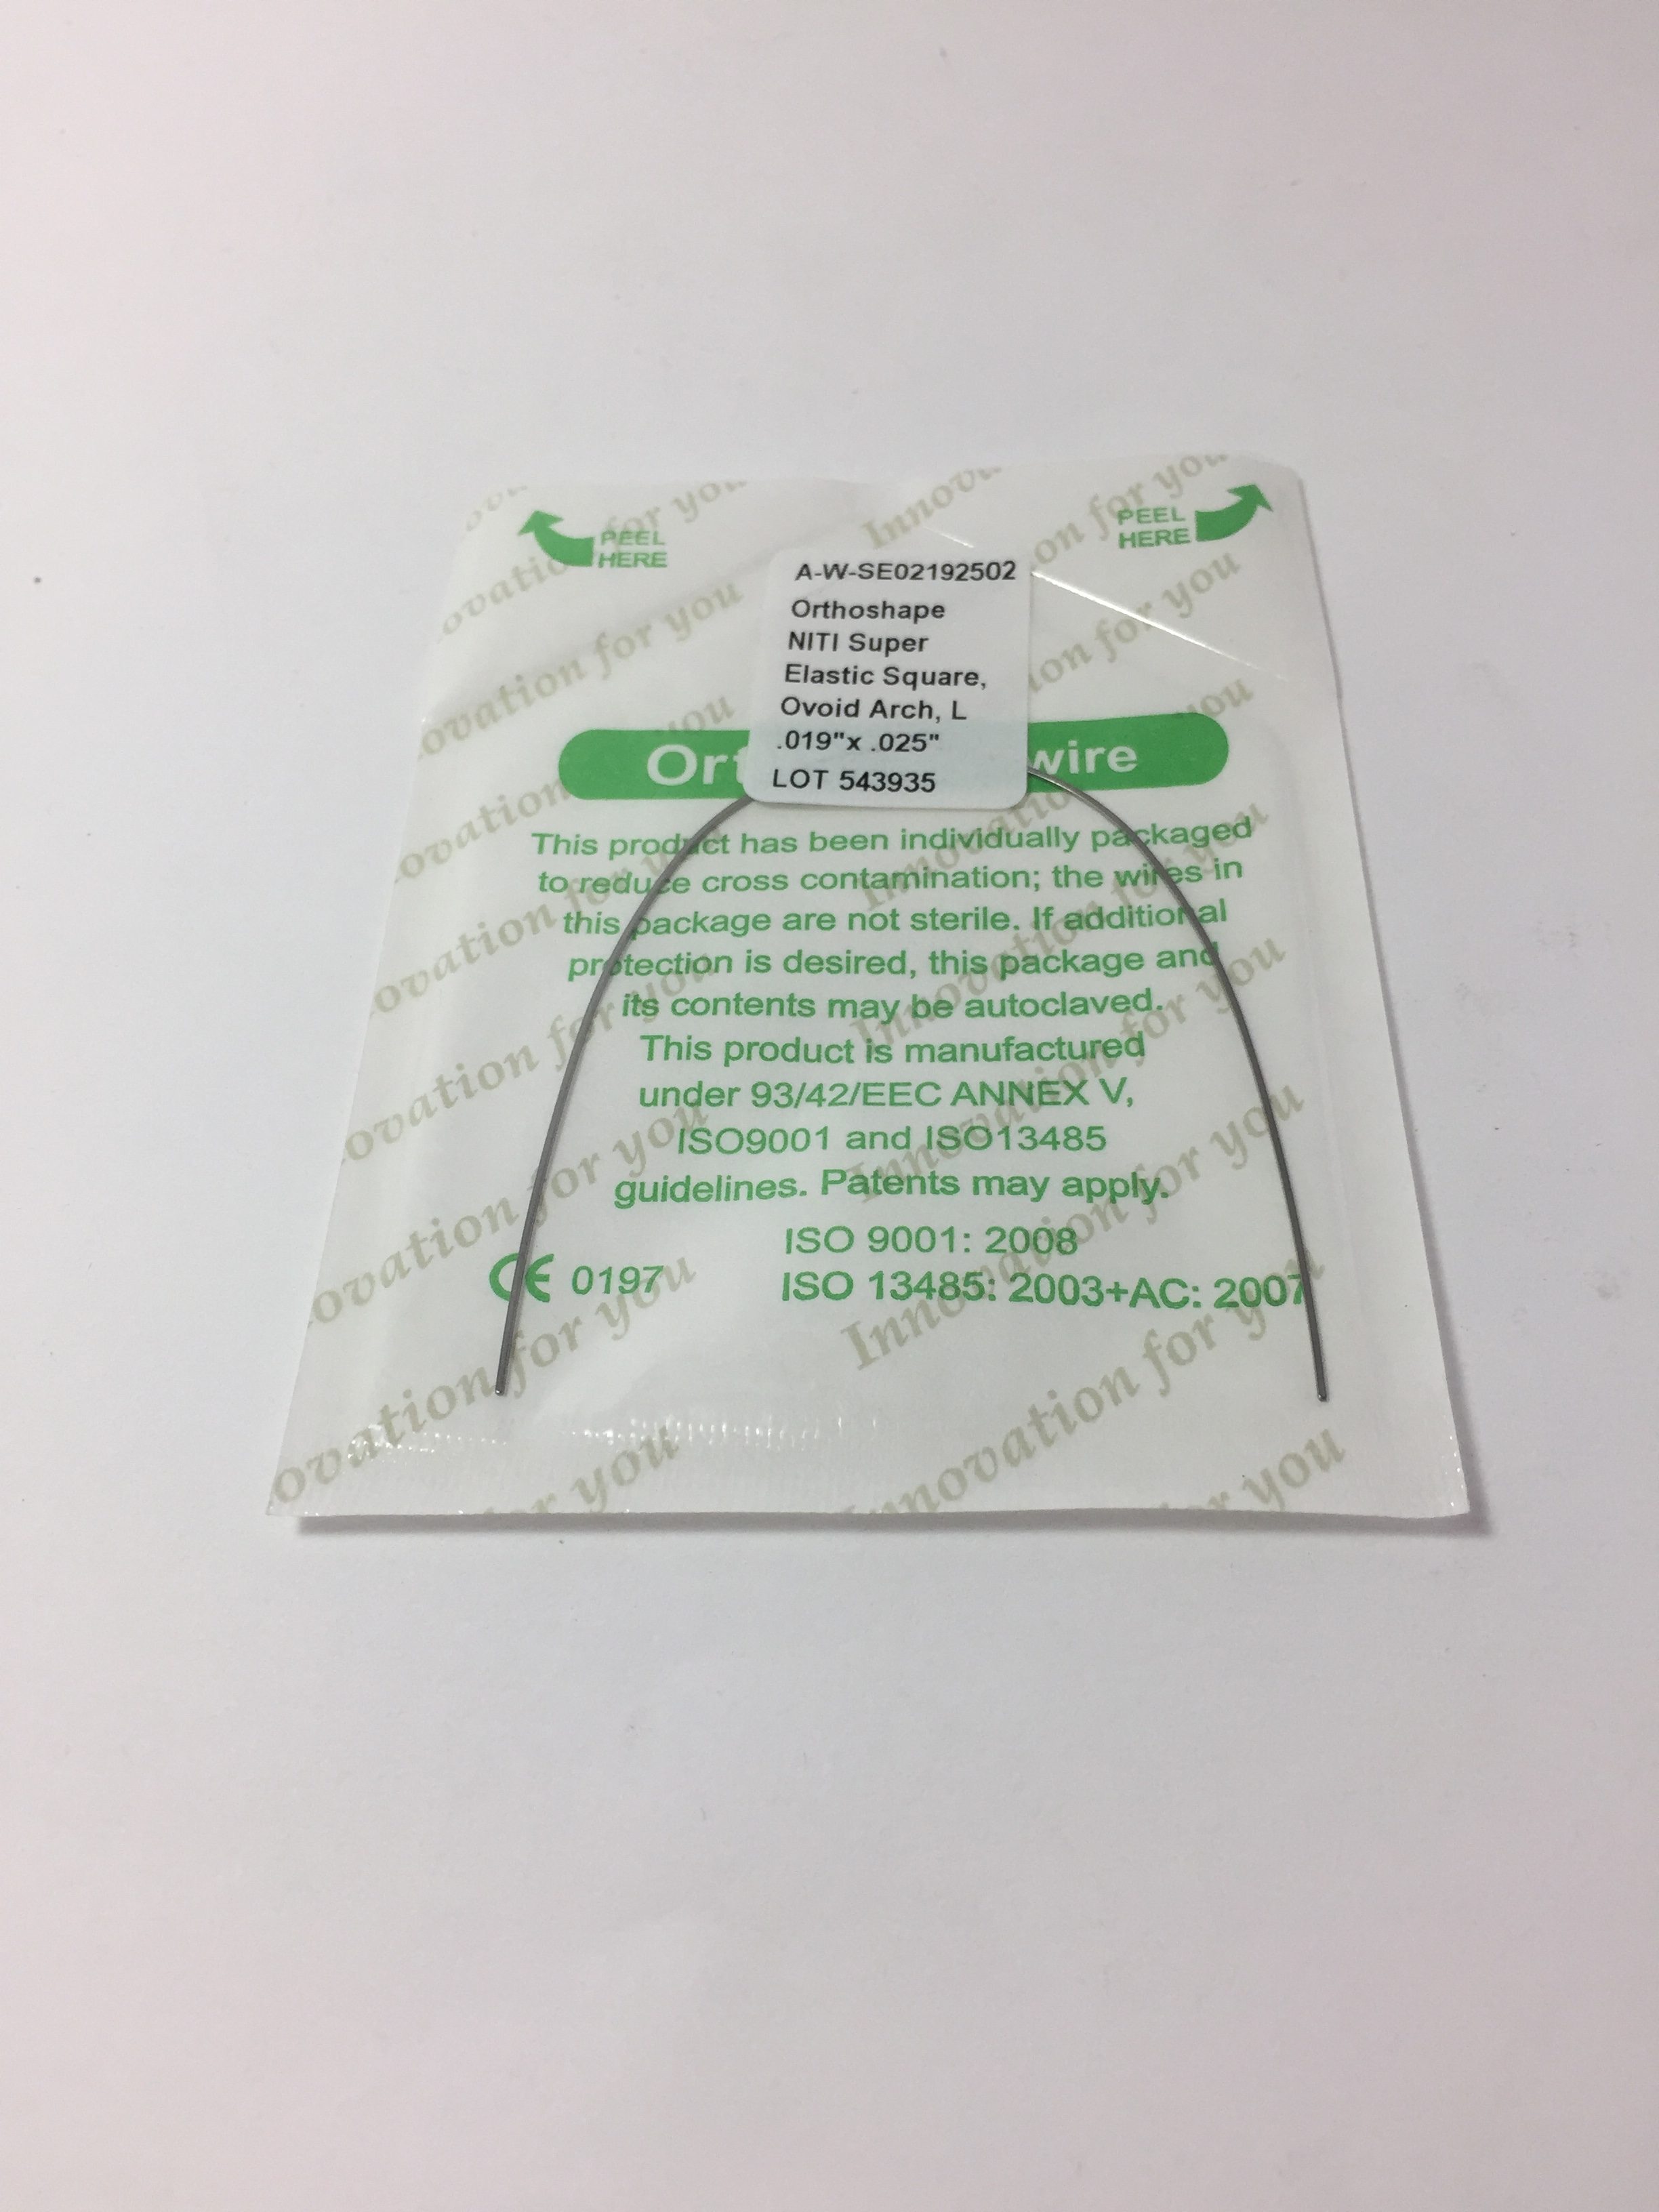 PEEL
HERE
PEEL
HERE
A-W-SE02192502
Orthoshape
NITI Super
Elastic Square,
Ovoid Arch, L
.019"x .025"
LOT 543935
wire
This product has been individually packaged
to reduce cross contamination; the wires in
this package are not sterile. If additional
protection is desired, this package and
its contents may be autoclaved.
This product is manufactured
under 93/42/EEC ANNEX V,
ISO9001 and ISO13485
guidelines. Patents may apply.
ISO 9001: 2008
CE 0197
ISO 13485: 2003+AC: 2007
Innovation for you